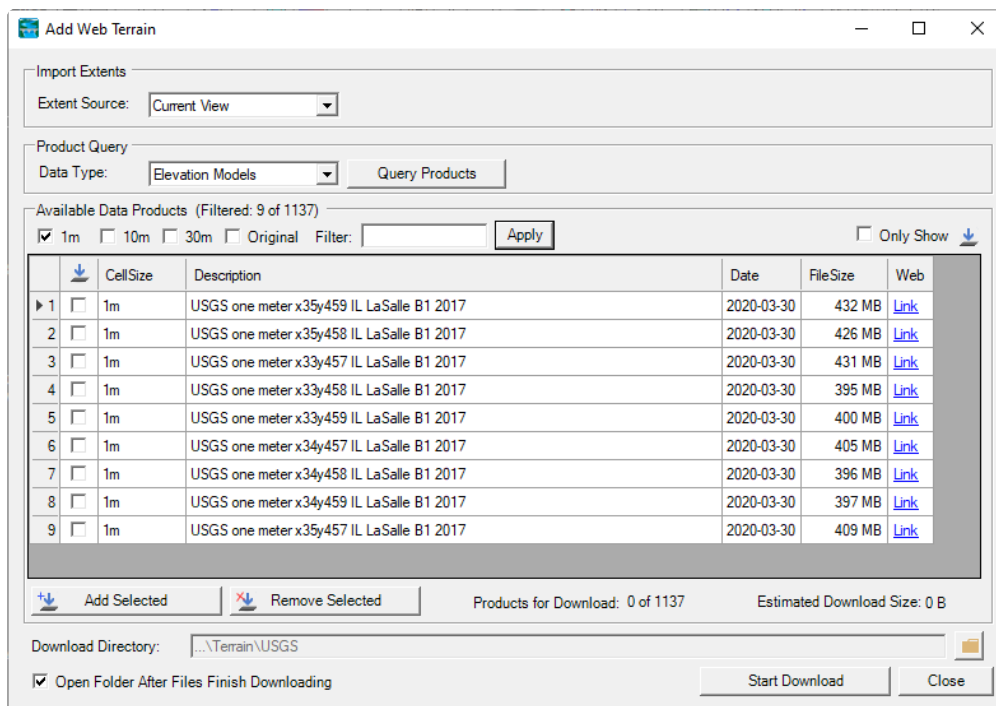 Add Web Terrain
Import Extents
Extent Source: Current View
Product Query
Data Type: Elevation Models Query Products
Available Data Products (Filtered: 9 of 1137)
1m 10m 30m Original Filter: Apply Only Show
CellSize Description Date FileSize Web
1 1m USGS one meter x35y459 IL LaSalle B1 2017 2020-03-30 432 MB Link
2 1m USGS one meter x35y458 IL LaSalle B1 2017 2020-03-30 426 MB Link
3 1m USGS one meter x33y457 IL LaSalle B1 2017 2020-03-30 431 MB Link
4 1m USGS one meter x33y458 IL LaSalle B1 2017 2020-03-30 395 MB Link
5 1m USGS one meter x33y459 IL LaSalle B1 2017 2020-03-30 400 MB Link
6 1m USGS one meter x34y457 IL LaSalle B1 2017 2020-03-30 405 MB Link
7 1m USGS one meter x34y458 IL LaSalle B1 2017 2020-03-30 396 MB Link
8 1m USGS one meter x34y459 IL LaSalle B1 2017 2020-03-30 397 MB Link
9 1m USGS one meter x35y457 IL LaSalle B1 2017 2020-03-30 409 MB Link
Add Selected Remove Selected Products for Download: 0 of 1137 Estimated Download Size: 0 B
Download Directory: ...\Terrain\USGS
Open Folder After Files Finish Downloading Start Download Close